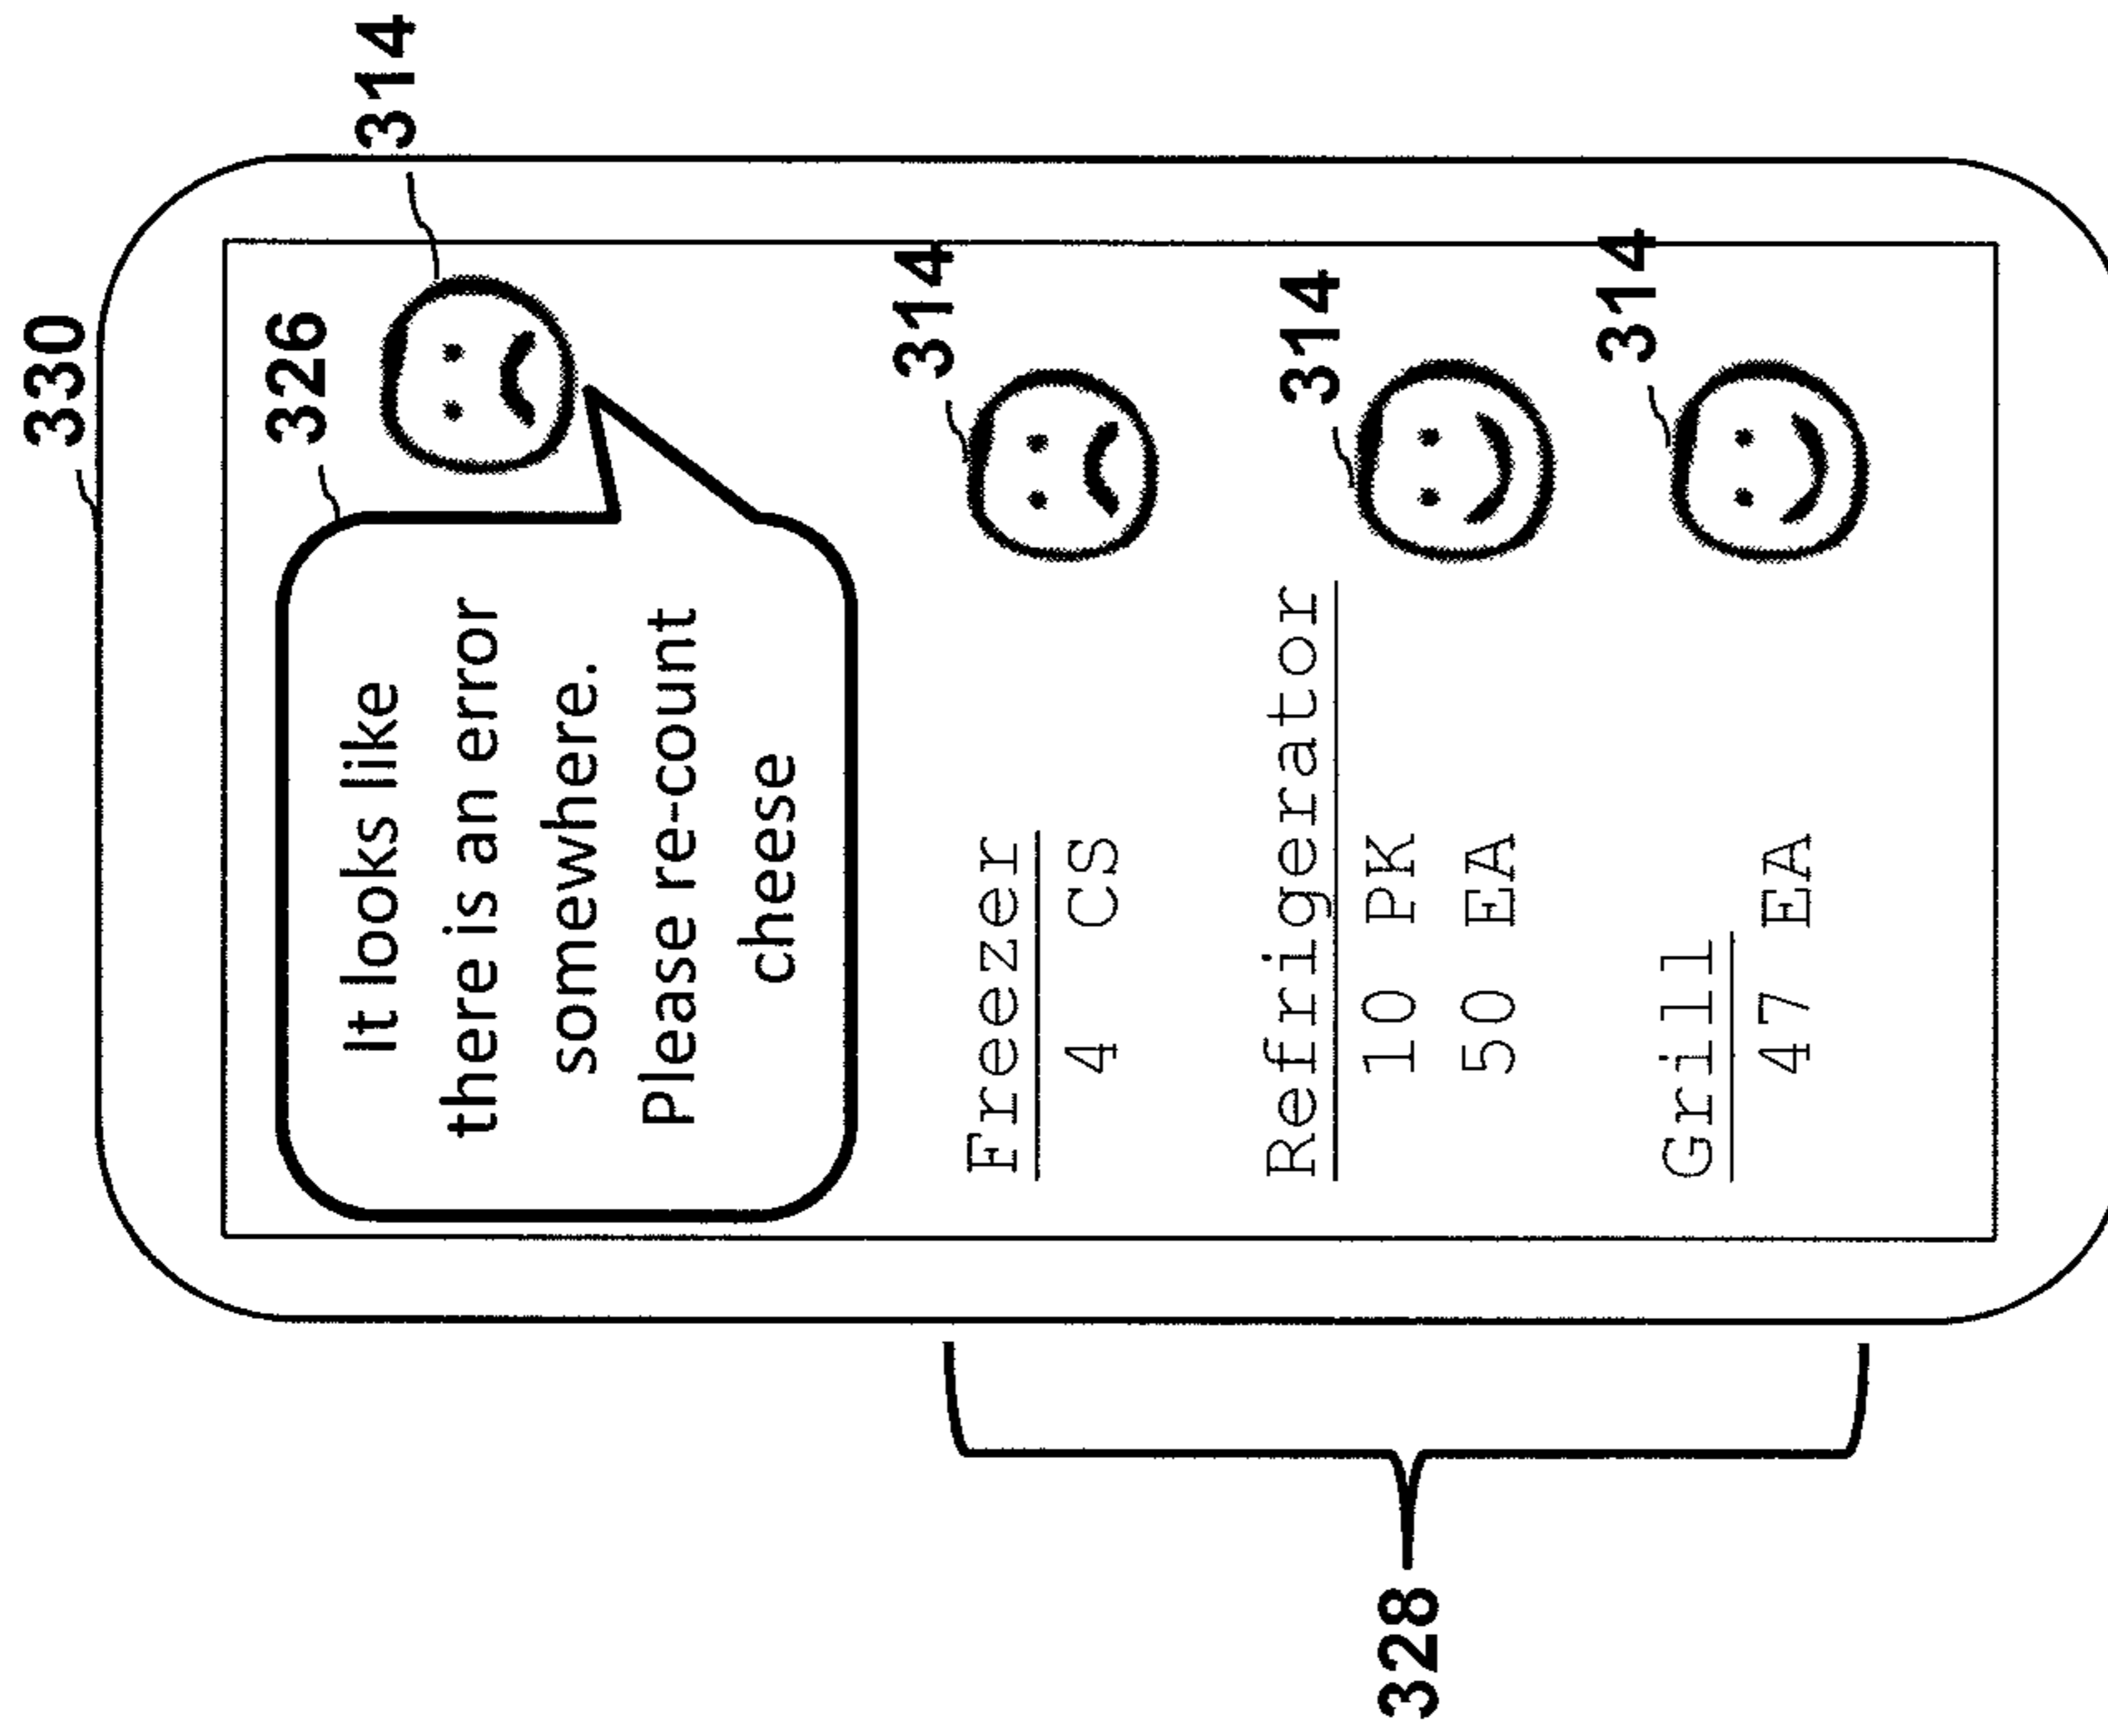 330
326
314
It looks like
there is an error
somewhere.
Please re-count
cheese
314
Freezer
4 CS
314
Refrigerator
10 PK
50 EA
314
Grill
47 EA
328